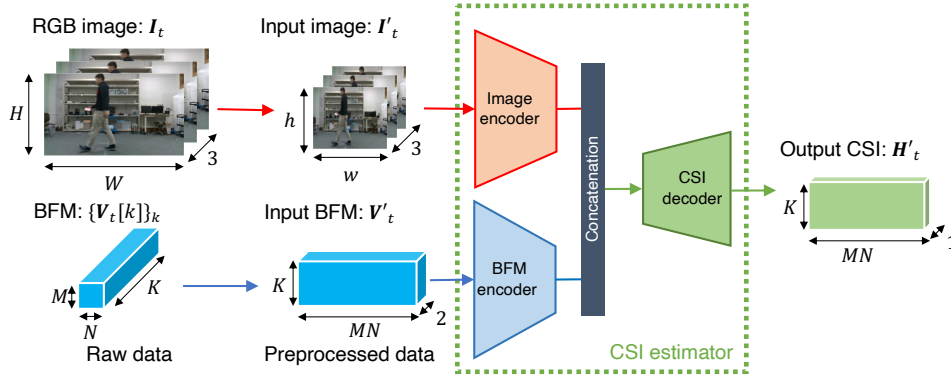 RGB image: I_t
Input image: I'_t
H
W
3
h
w
3
Image
encoder
Concatenation
CSI
decoder
Output CSI: H'_t
K
MN
1
BFM: {V_t[k]}_k
Input BFM: V'_t
M
N
K
K
MN
2
BFM
encoder
Raw data
Preprocessed data
CSI estimator